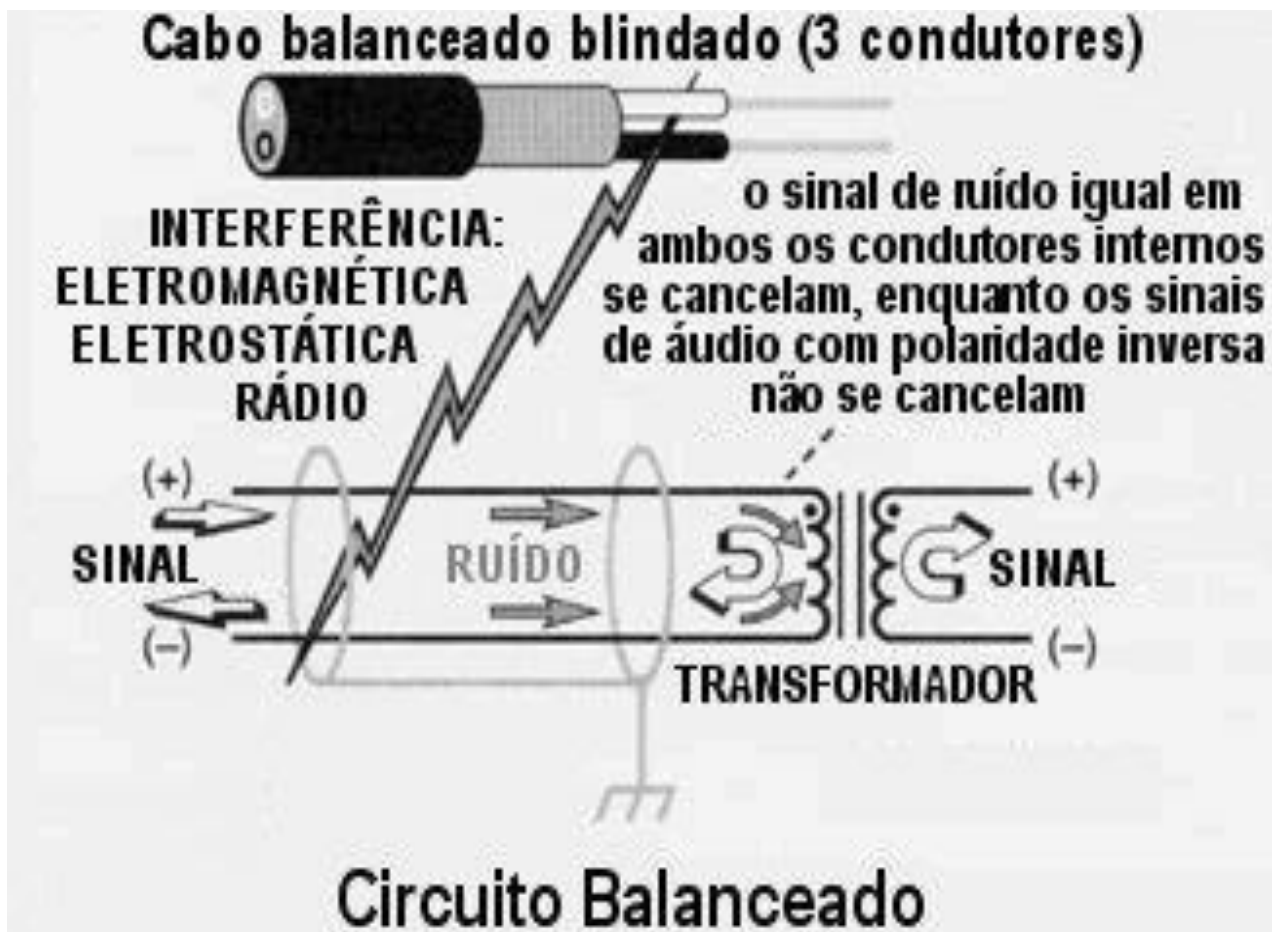 Cabo balanceado blindado (3 condutores)
o sinal de ruído igual em
ambos os condutores internos
se cancelam, enquanto os sinais
de áudio com polaridade inversa
não se cancelam
INTERFERÊNCIA:
ELETROMAGNÉTICA
ELETROSTÁTICA
RÁDIO
(+)
SINAL
(–)
RUÍDO
(+)
SINAL
(–)
TRANSFORMADOR
Circuito Balanceado